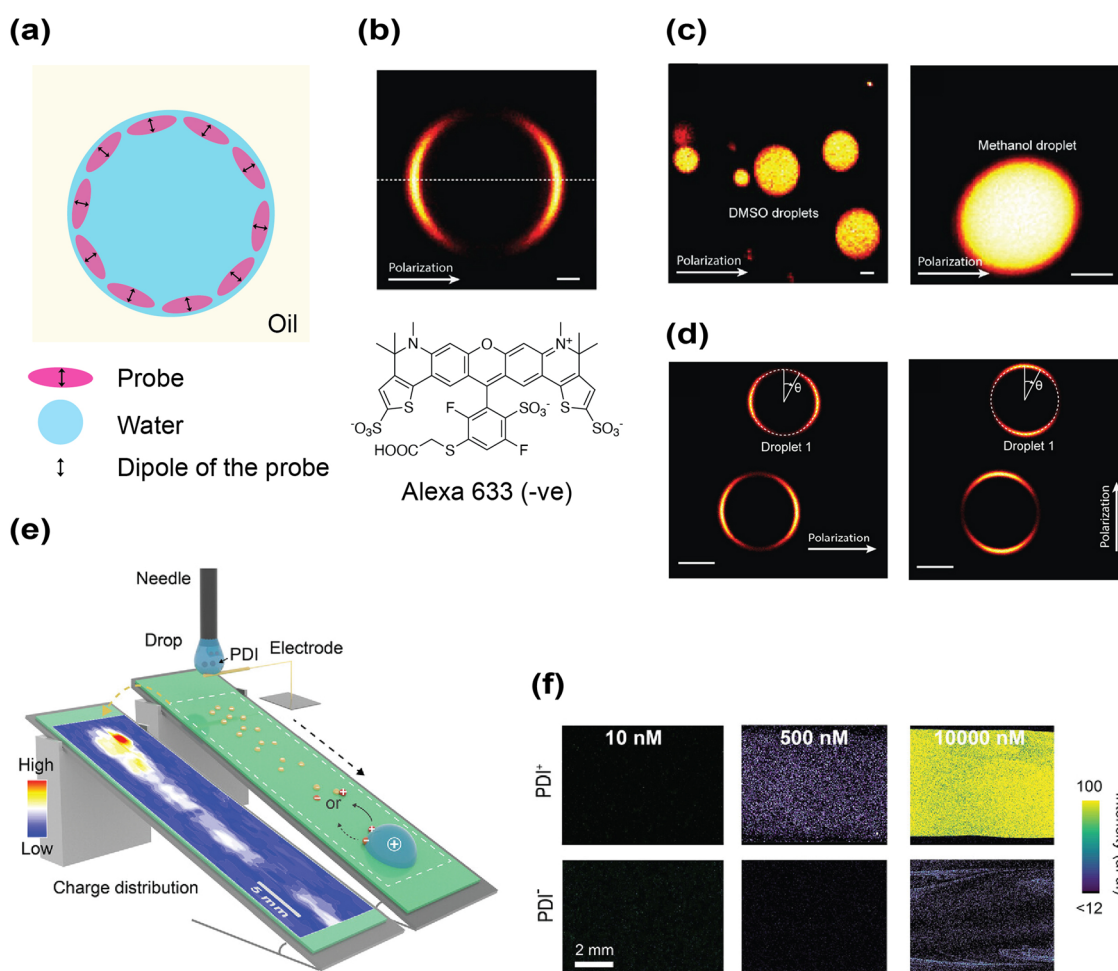 (a)
Oil
Probe
Water
Dipole of the probe
(b)
Polarization
N
O
N⁺
S
S
F
F
SO₃⁻
⁻O₃S
SO₃⁻
HOOC
S
Alexa 633 (-ve)
(c)
DMSO droplets
Polarization
Methanol droplet
Polarization
(d)
θ
Droplet 1
Polarization
θ
Droplet 1
Polarization
(e)
Needle
Drop
PDI
Electrode
High
Low
or
+
5 mm
Charge distribution
(f)
10 nM
500 nM
10000 nM
PDI⁺
PDI⁻
2 mm
100
<12